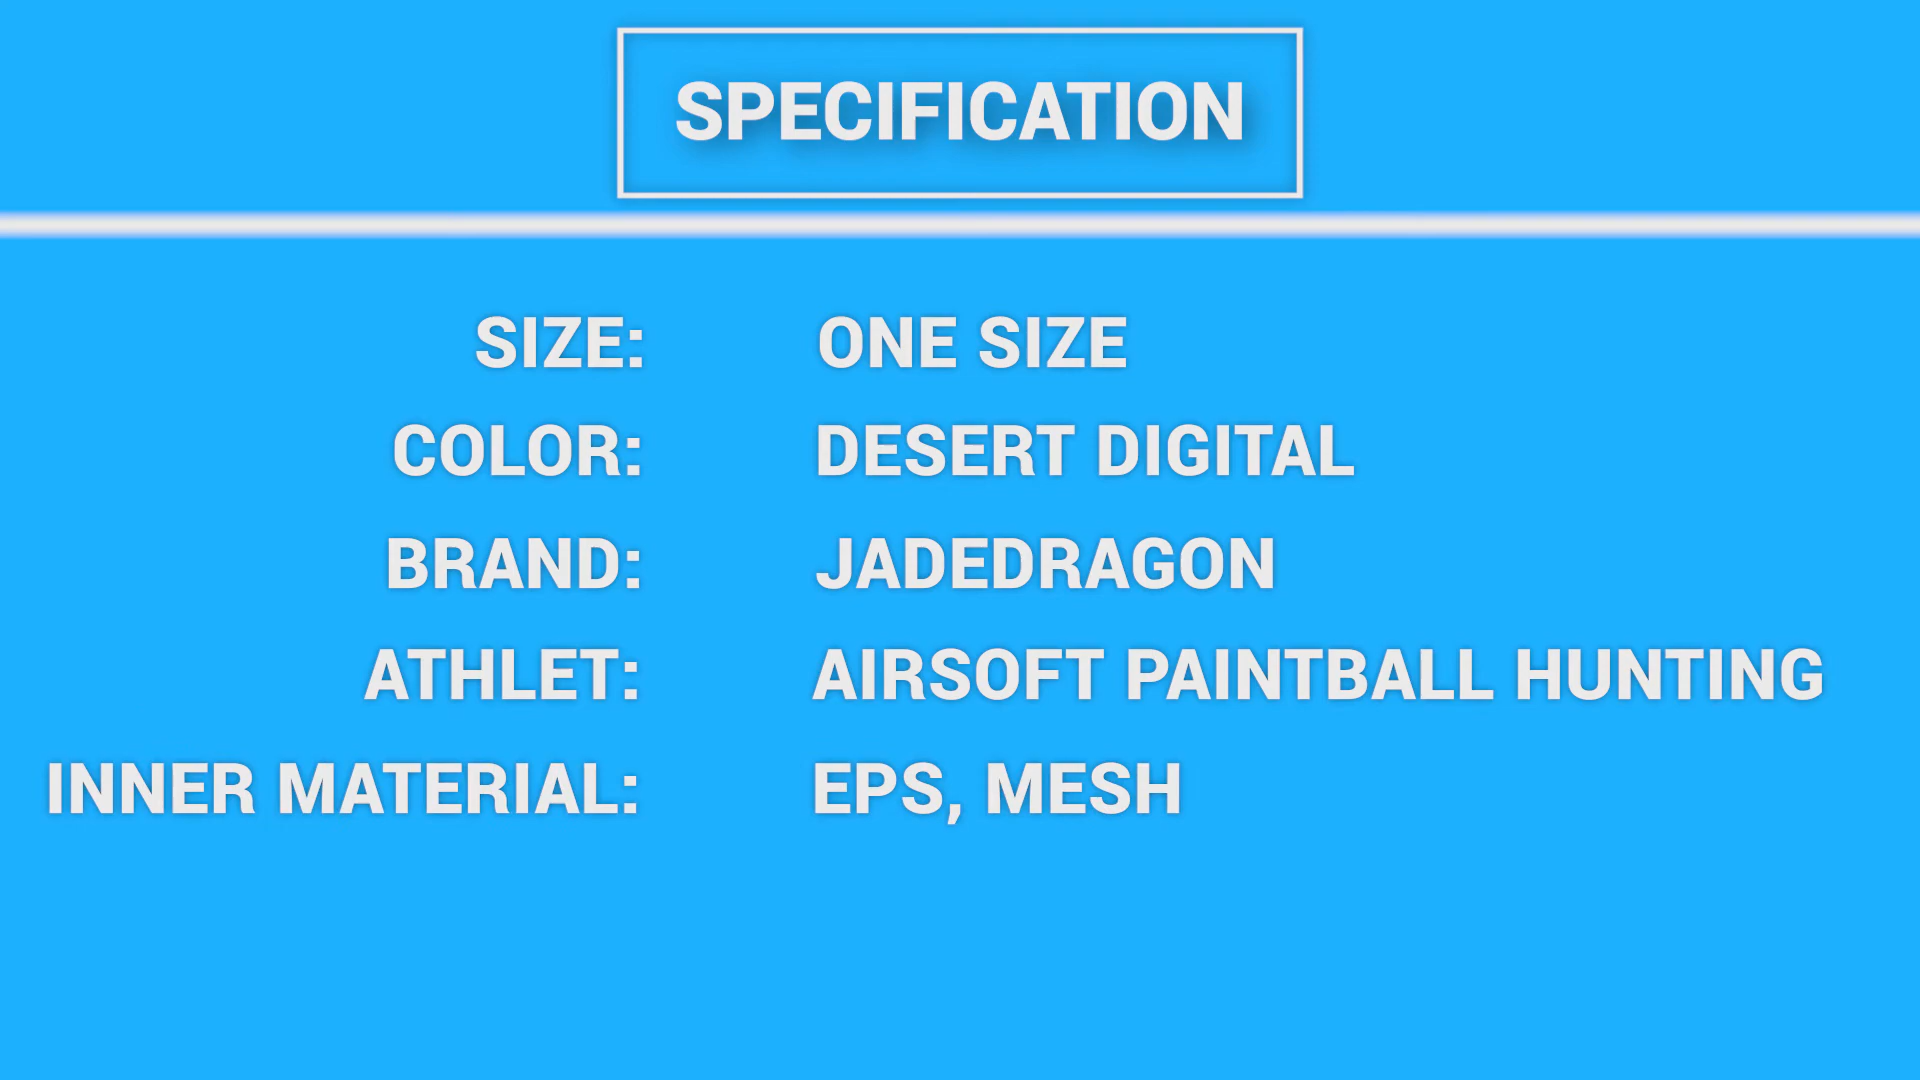 SPECIFICATION
SIZE: ONE SIZE
COLOR: DESERT DIGITAL
BRAND: JADEDRAGON
ATHLET: AIRSOFT PAINTBALL HUNTING
INNER MATERIAL: EPS, MESH